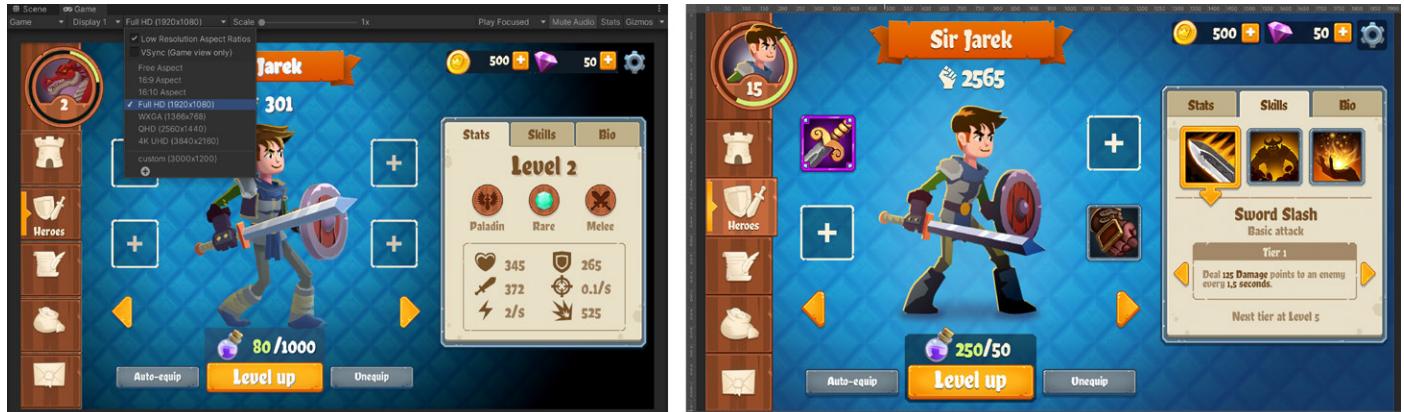 Scene Game
Game Display 1 Full HD (1920x1080) Scale 1x Play Focused Mute Audio Stats Gizmos
Low Resolution Aspect Ratios
VSync (Game view only)
Free Aspect
16:9 Aspect
16:10 Aspect
Full HD (1920x1080)
WXGA (1366x768)
QHD (2560x1440)
4K UHD (3840x2160)
custom (3000x1200)
Jarek
301
500 50
2
Heroes
Stats Skills Bio
Level 2
Paladin Rare Melee
345 265
372 0.1/s
2/s 525
80/1000
Auto-equip Level up Unequip
Sir Jarek
2565
500 50
15
Heroes
Stats Skills Bio
Sword Slash
Basic attack
Tier 1
Deal 125 Damage points to an enemy
every 1,5 seconds.
Next tier at Level 5
250/50
Auto-equip Level up Unequip